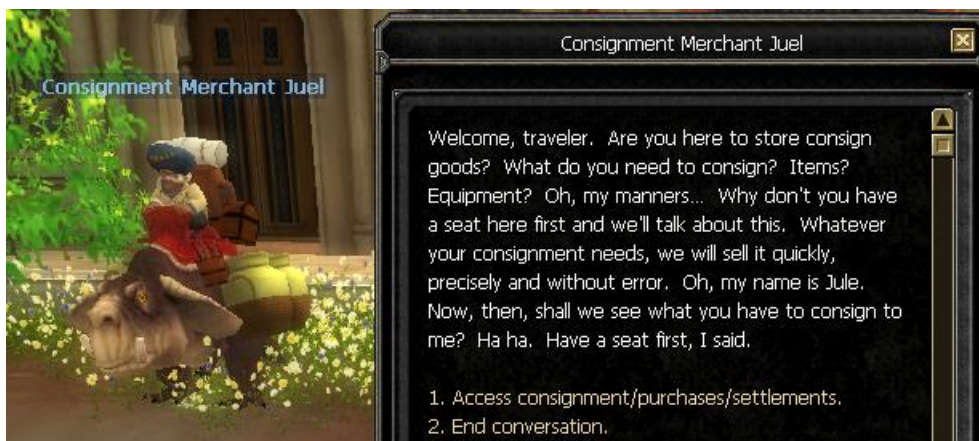 Consignment Merchant Juel
Consignment Merchant Juel
Welcome, traveler. Are you here to store consign
goods? What do you need to consign? Items?
Equipment? Oh, my manners... Why don't you have
a seat here first and we'll talk about this. Whatever
your consignment needs, we will sell it quickly,
precisely and without error. Oh, my name is Jule.
Now, then, shall we see what you have to consign to
me? Ha ha. Have a seat first, I said.
1. Access consignment/purchases/settlements.
2. End conversation.